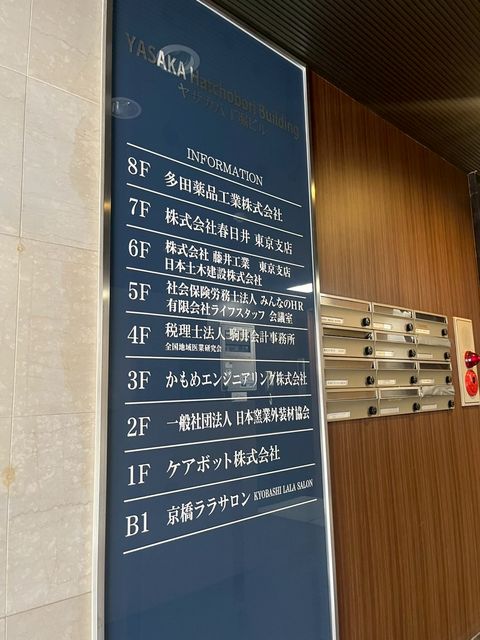 YASAKA Hatchobori Building
ヤサカ八丁堀ビル
INFORMATION
8F 多田薬品工業株式会社
7F 株式会社春日井 東京支店
6F 株式会社 藤井工業 東京支店
日本土木建設株式会社
5F 社会保険労務士法人 みんなのHR
有限会社ライフスタッフ 会議室
4F 税理士法人 駒井会計事務所
全国地域医業研究会
3F かもめエンジニアリング株式会社
2F 一般社団法人 日本窯業外装材協会
1F ケアボット株式会社
B1 京橋ララサロン KYOBASHI LALA SALON